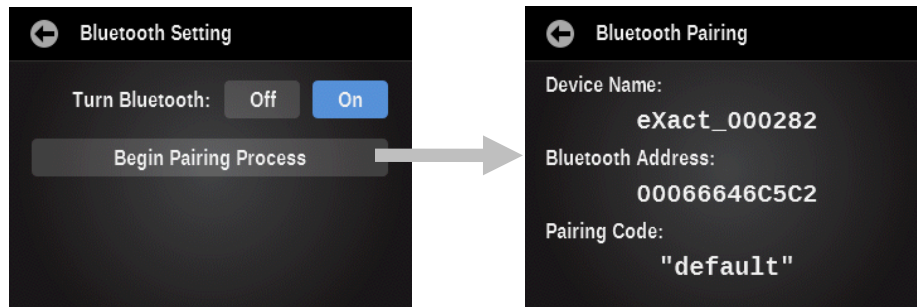 Bluetooth Setting
Turn Bluetooth: Off On
Begin Pairing Process
Bluetooth Pairing
Device Name:
eXact_000282
Bluetooth Address:
00066646C5C2
Pairing Code:
"default"